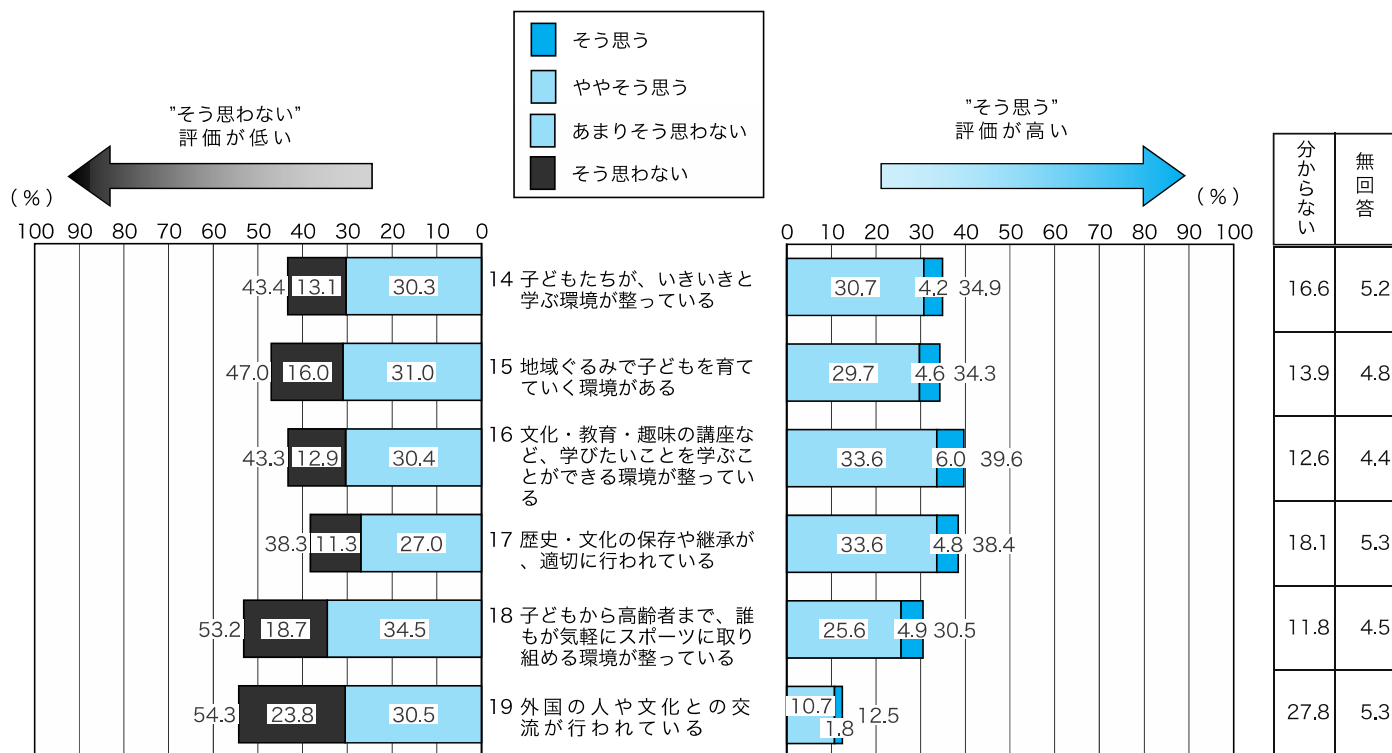 そう思う
ややそう思う
あまりそう思わない
そう思わない
”そう思わない”
評価が低い
”そう思う”
評価が高い
分からない
無回答
(%)
(%)
100 90 80 70 60 50 40 30 20 10 0
0 10 20 30 40 50 60 70 80 90 100
43.4 13.1 30.3
14 子どもたちが、いきいきと
学ぶ環境が整っている
30.7 4.2 34.9
16.6 5.2
47.0 16.0 31.0
15 地域ぐるみで子どもを育て
ていく環境がある
29.7 4.6 34.3
13.9 4.8
43.3 12.9 30.4
16 文化・教育・趣味の講座な
ど、学びたいことを学ぶこ
とができる環境が整ってい
る
33.6 6.0 39.6
12.6 4.4
38.3 11.3 27.0
17 歴史・文化の保存や継承が
、適切に行われている
33.6 4.8 38.4
18.1 5.3
53.2 18.7 34.5
18 子どもから高齢者まで、誰
もが気軽にスポーツに取り
組める環境が整っている
25.6 4.9 30.5
11.8 4.5
54.3 23.8 30.5
19 外国の人や文化との交
流が行われている
10.7 1.8 12.5
27.8 5.3